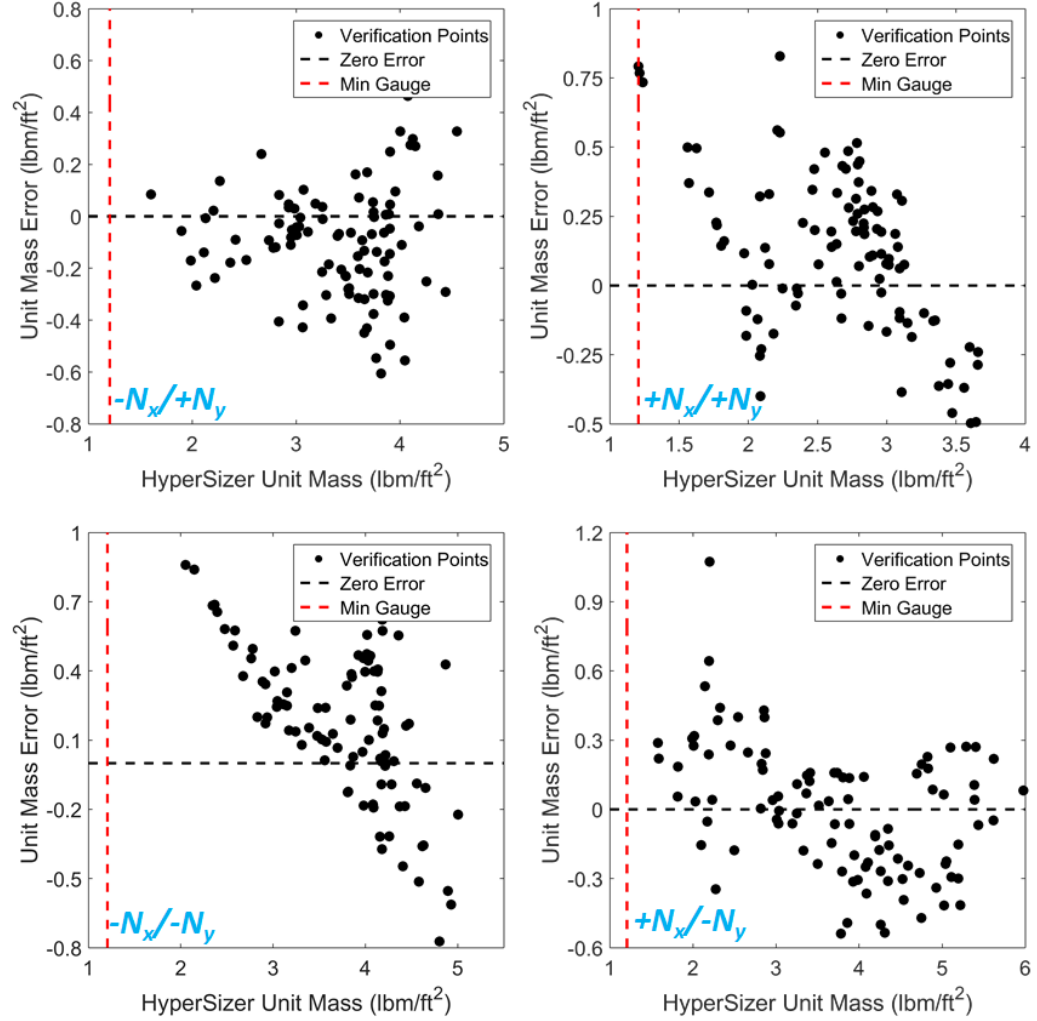 0.8
0.6
0.4
0.2
0
-0.2
-0.4
-0.6
-0.8
Unit Mass Error (lbm/ft²)
Verification Points
Zero Error
Min Gauge
-Nₓ/+Nᵧ
1 2 3 4 5
HyperSizer Unit Mass (lbm/ft²)
1
0.75
0.5
0.25
0
-0.25
-0.5
Unit Mass Error (lbm/ft²)
Verification Points
Zero Error
Min Gauge
+Nₓ/+Nᵧ
1 1.5 2 2.5 3 3.5 4
HyperSizer Unit Mass (lbm/ft²)
1
0.7
0.4
0.1
-0.2
-0.5
-0.8
Unit Mass Error (lbm/ft²)
Verification Points
Zero Error
Min Gauge
-Nₓ/-Nᵧ
1 2 3 4 5
HyperSizer Unit Mass (lbm/ft²)
1.2
0.9
0.6
0.3
0
-0.3
-0.6
Unit Mass Error (lbm/ft²)
Verification Points
Zero Error
Min Gauge
+Nₓ/-Nᵧ
1 2 3 4 5 6
HyperSizer Unit Mass (lbm/ft²)